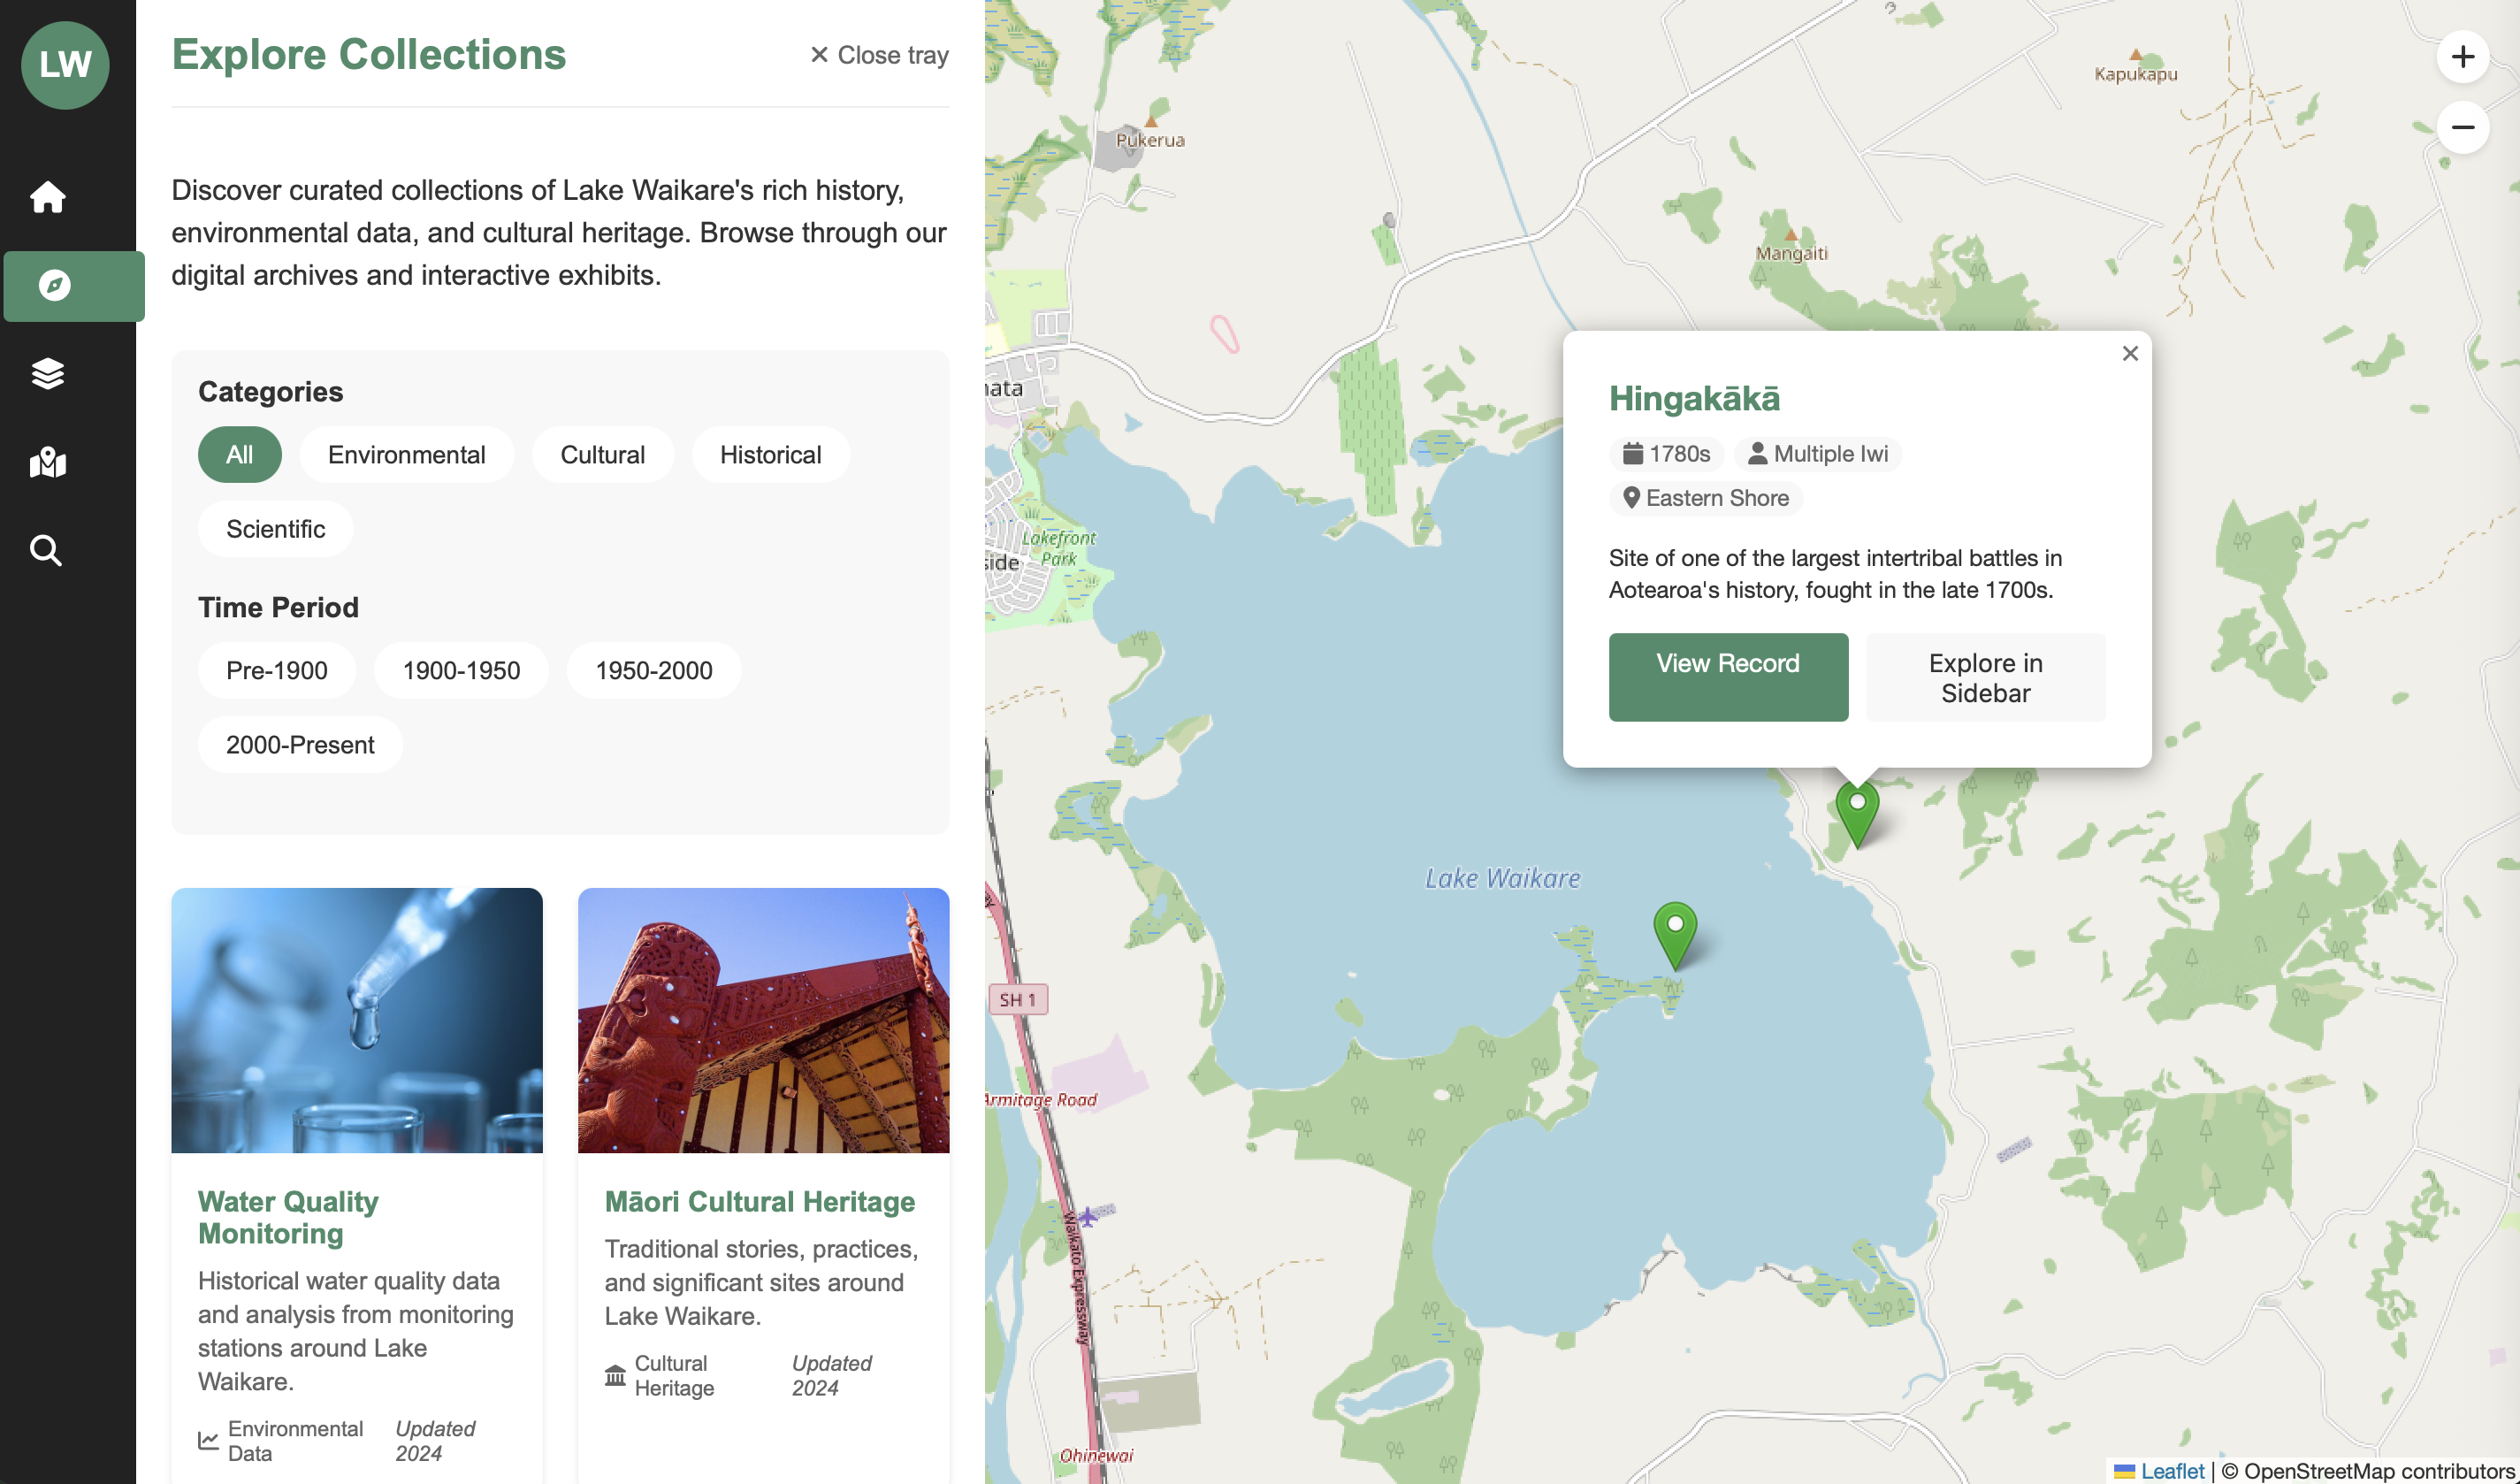 LW
Explore Collections
✕ Close tray
Discover curated collections of Lake Waikare's rich history,
environmental data, and cultural heritage. Browse through our
digital archives and interactive exhibits.
Categories
All
Environmental
Cultural
Historical
Scientific
Time Period
Pre-1900
1900-1950
1950-2000
2000-Present
Water Quality
Monitoring
Historical water quality data
and analysis from monitoring
stations around Lake
Waikare.
Environmental
Data
Updated
2024
Māori Cultural Heritage
Traditional stories, practices,
and significant sites around
Lake Waikare.
Cultural
Heritage
Updated
2024
Pukerua
Kapukapu
Mangaiti
+
−
nata
Lakefront
Park
side
×
Hingakākā
1780s
Multiple Iwi
Eastern Shore
Site of one of the largest intertribal battles in
Aotearoa's history, fought in the late 1700s.
View Record
Explore in
Sidebar
Lake Waikare
SH 1
Armitage Road
Waikato Expressway
Ohinewai
Leaflet | © OpenStreetMap contributors